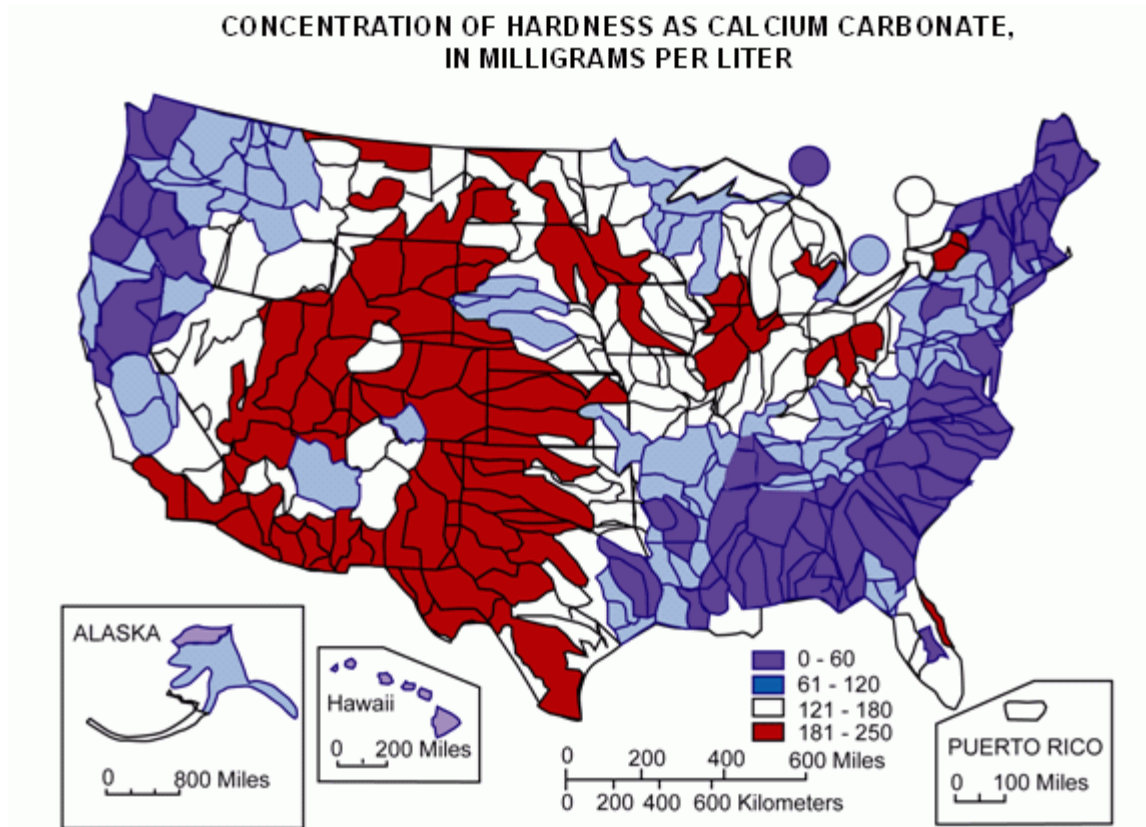 CONCENTRATION OF HARDNESS AS CALCIUM CARBONATE,
IN MILLIGRAMS PER LITER
ALASKA
0 800 Miles
Hawaii
0 200 Miles
0 - 60
61 - 120
121 - 180
181 - 250
0 200 400 600 Miles
0 200 400 600 Kilometers
PUERTO RICO
0 100 Miles